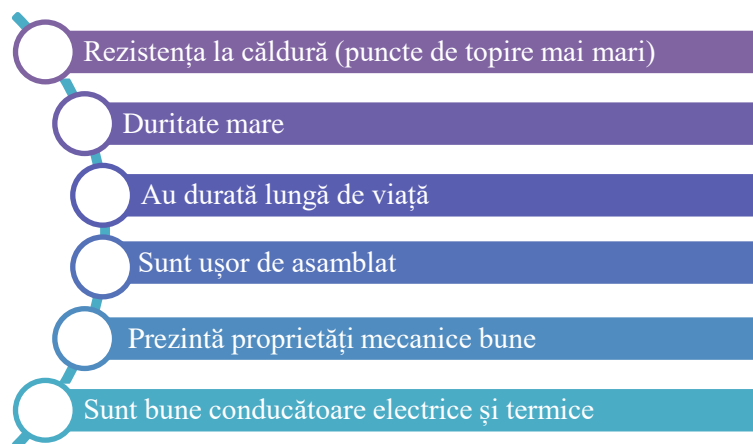 Rezistența la căldură (puncte de topire mai mari)
Duritate mare
Au durată lungă de viață
Sunt ușor de asamblat
Prezintă proprietăți mecanice bune
Sunt bune conducătoare electrice și termice